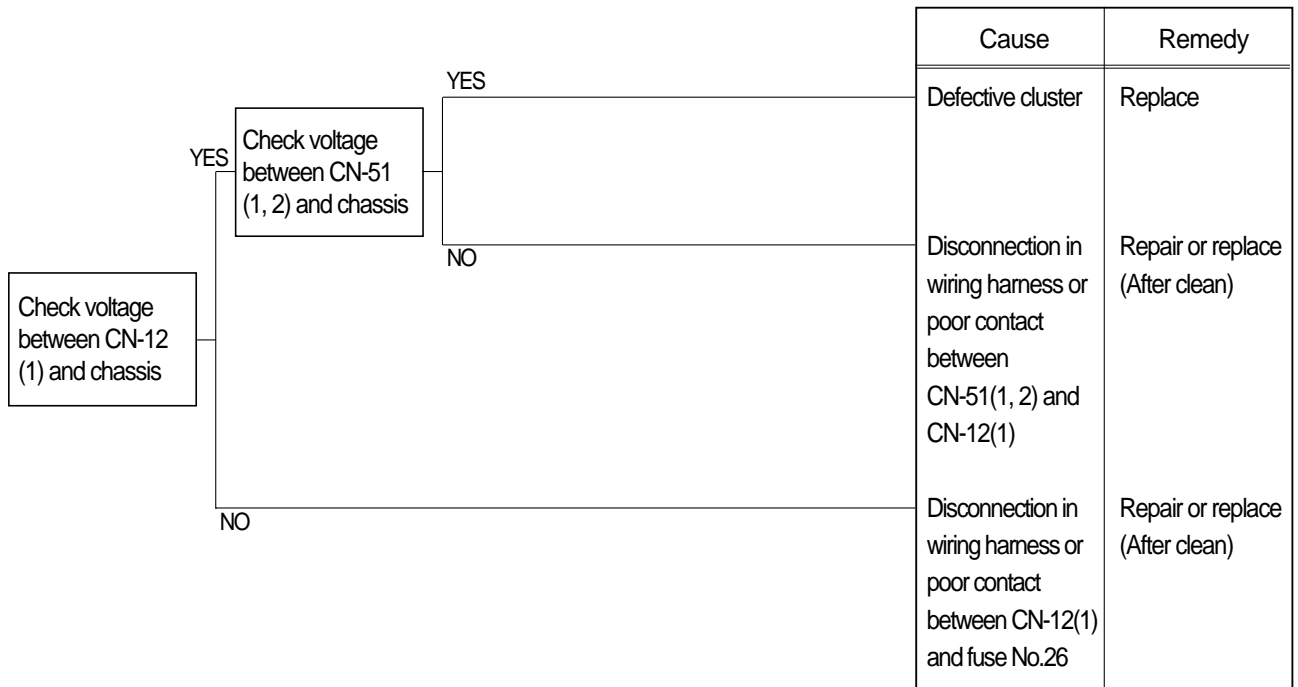 Cause
Remedy
YES
Defective cluster
Replace
Check voltage
between CN-51
(1, 2) and chassis
YES
NO
Disconnection in
wiring harness or
poor contact
between
CN-51(1, 2) and
CN-12(1)
Repair or replace
(After clean)
Check voltage
between CN-12
(1) and chassis
NO
Disconnection in
wiring harness or
poor contact
between CN-12(1)
and fuse No.26
Repair or replace
(After clean)